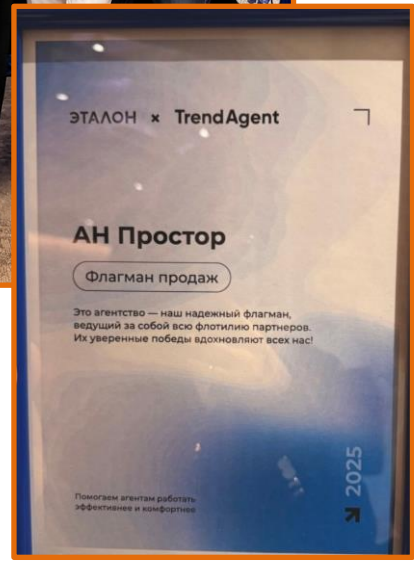 ЭТАЛОН × TrendAgent
АН Простор
Флагман продаж
Это агентство — наш надежный флагман,
ведущий за собой всю флотилию партнеров.
Их уверенные победы вдохновляют всех нас!
Помогаем агентам работать
эффективнее и комфортнее
2025